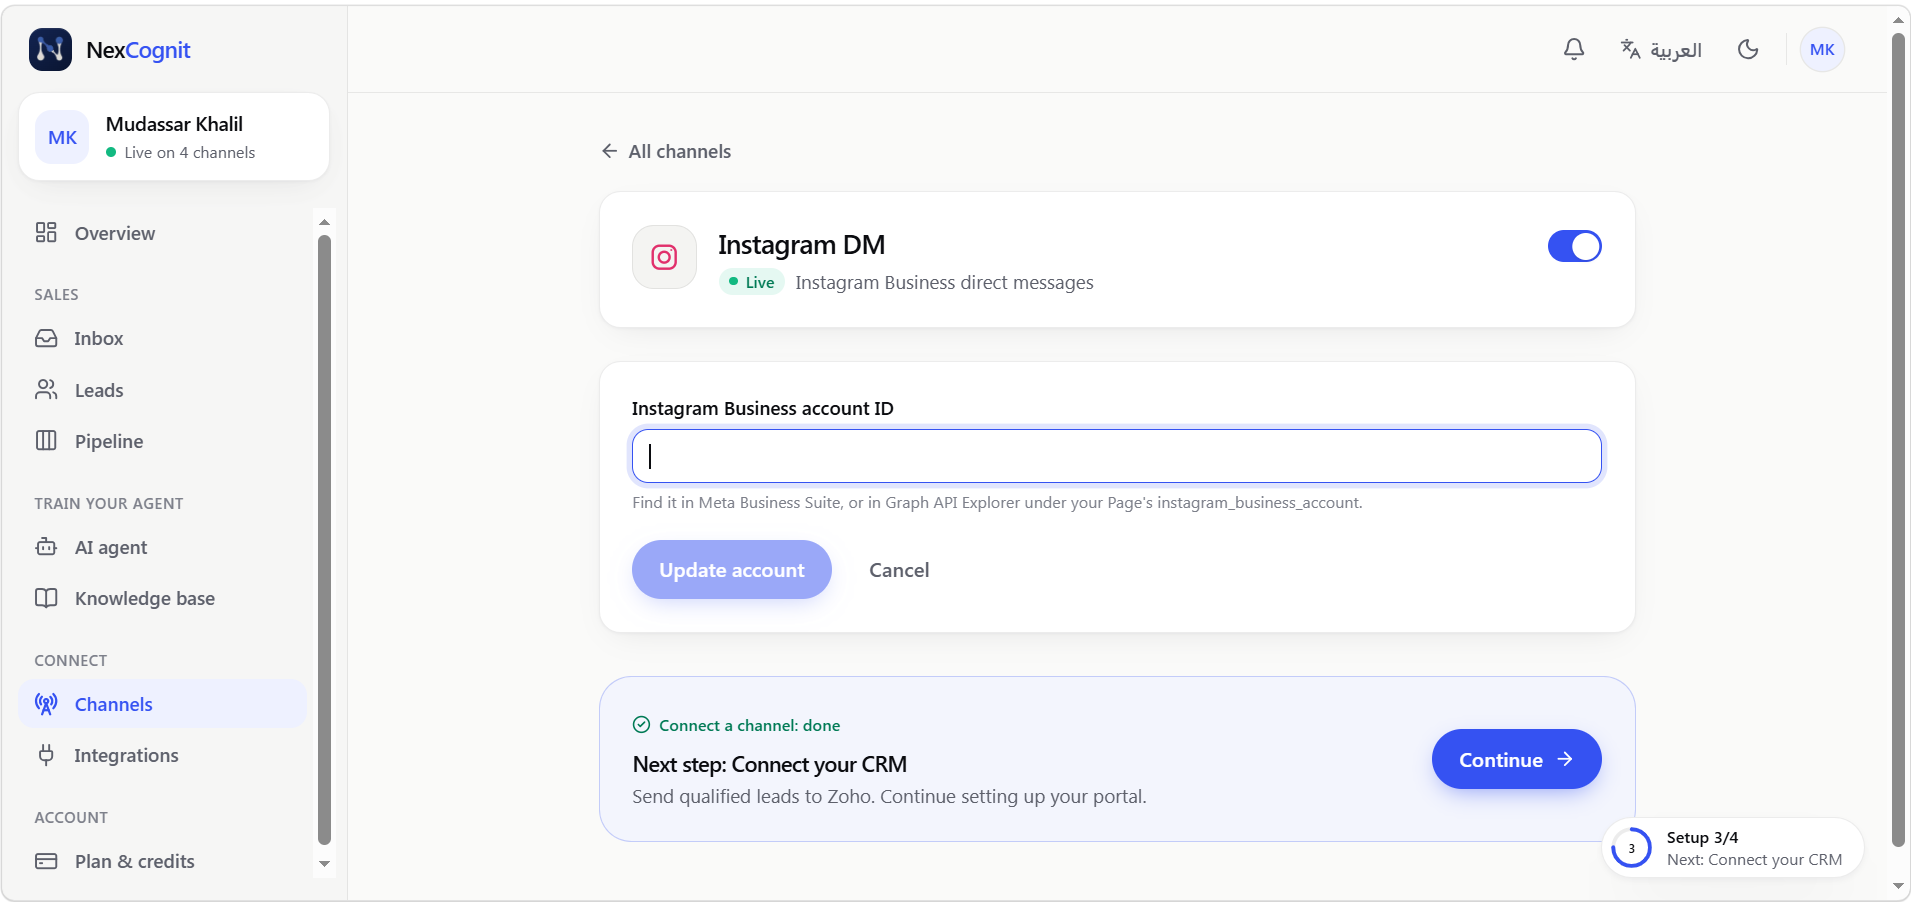 NexCognit
العربية
MK
MK
Mudassar Khalil
Live on 4 channels
Overview
SALES
Inbox
Leads
Pipeline
TRAIN YOUR AGENT
AI agent
Knowledge base
CONNECT
Channels
Integrations
ACCOUNT
Plan & credits
All channels
Instagram DM
Live
Instagram Business direct messages
Instagram Business account ID
Find it in Meta Business Suite, or in Graph API Explorer under your Page's instagram_business_account.
Update account
Cancel
Connect a channel: done
Next step: Connect your CRM
Send qualified leads to Zoho. Continue setting up your portal.
Continue
3
Setup 3/4
Next: Connect your CRM